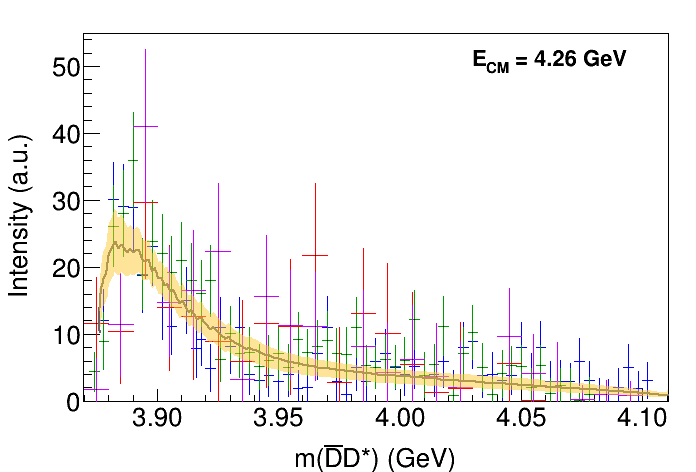 E_CM = 4.26 GeV
Intensity (a.u.)
50
40
30
20
10
0
3.90 3.95 4.00 4.05 4.10
m(D̅D*) (GeV)